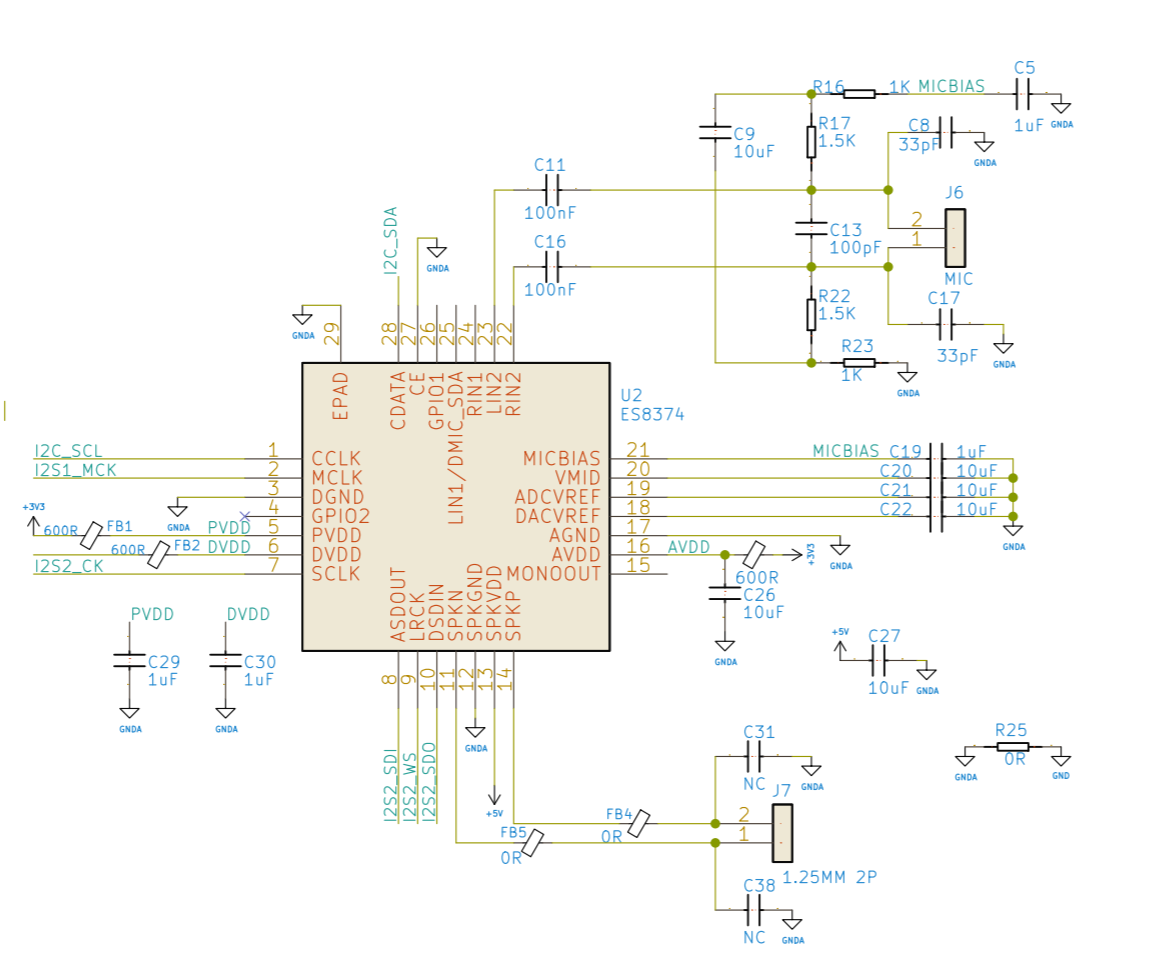 C5
R16 1K MICBIAS
1uF GNDA
C9
10uF
R17
1.5K
C8
33pF
GNDA
C11
100nF
J6
2
1
MIC
C13
100pF
I2C_SDA
GNDA
C16
100nF
R22
1.5K
C17
33pF
GNDA
R23
1K
GNDA
GNDA
29
28
27
26
25
24
23
22
EPAD
CDATA
CE
GPIO1
LIN1/DMIC_SDA
RIN1
LIN2
RIN2
U2
ES8374
I2C_SCL 1 CCLK
I2S1_MCK 2 MCLK
3 DGND
GNDA
4 GPIO2
+3V3
600R FB1 PVDD 5 PVDD
600R FB2 DVDD 6 DVDD
I2S2_CK 7 SCLK
MICBIAS 21 MICBIAS C19 1uF
VMID 20 C20 10uF
ADCVREF 19 C21 10uF
DACVREF 18 C22 10uF
AGND 17
GNDA
GNDA
AVDD 16 AVDD
600R
+3V3
MONOOUT 15
C26
10uF
GNDA
ASDOUT
LRCK
DSDIN
SPKN
SPKGND
SPKVDD
SPKP
8
9
10
11
12
13
14
PVDD
C29
1uF
GNDA
DVDD
C30
1uF
GNDA
+5V
C27
10uF
GNDA
I2S2_SDI
I2S2_WS
I2S2_SDO
GNDA
+5V
R25
0R
GNDA
GND
C31
NC
GNDA
J7
2
1
1.25MM 2P
FB4
0R
FB5
0R
C38
NC
GNDA